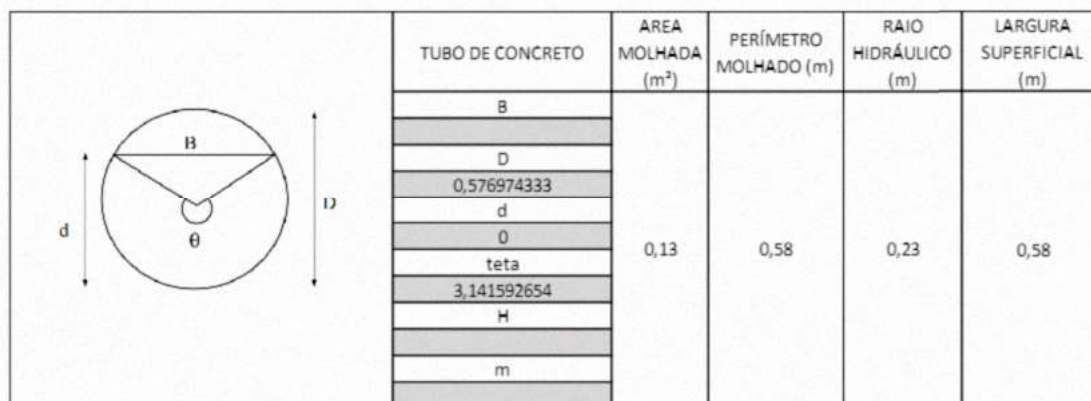 B
D
d
θ
TUBO DE CONCRETO
AREA
MOLHADA
(m²)
PERÍMETRO
MOLHADO (m)
RAIO
HIDRÁULICO
(m)
LARGURA
SUPERFICIAL
(m)
B
D
0,576974333
d
0
teta
3,141592654
H
m
0,13
0,58
0,23
0,58